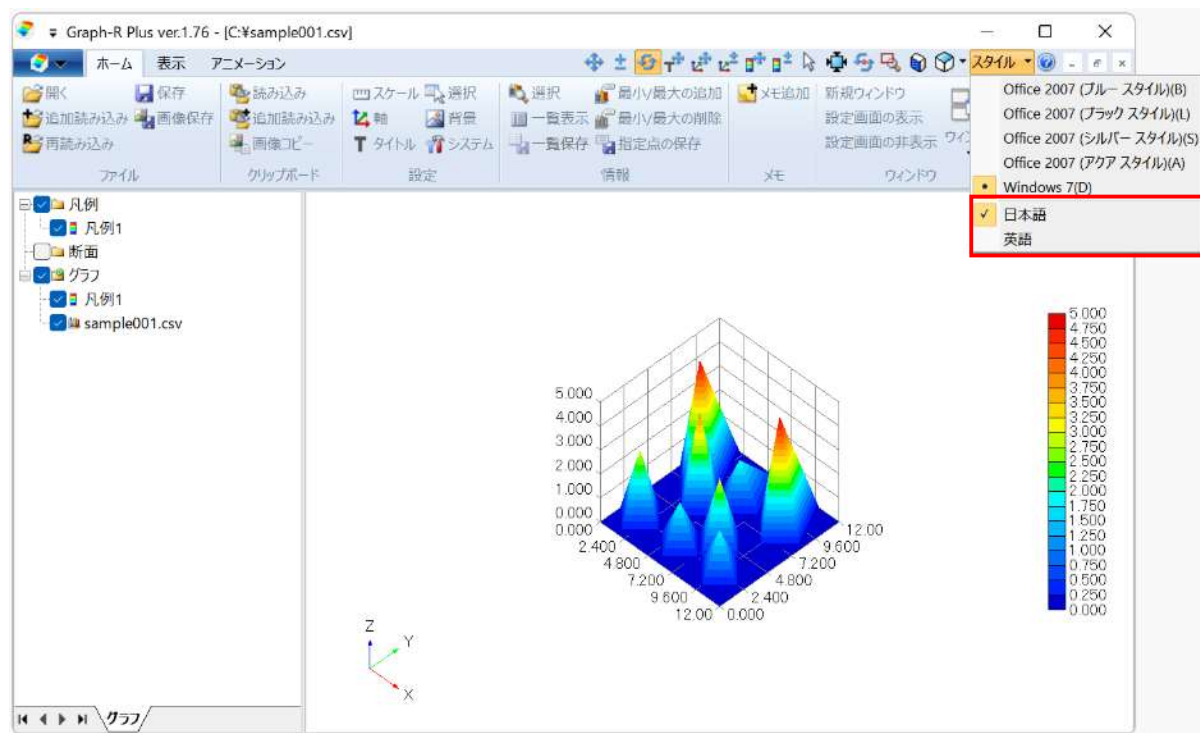 Graph-R Plus ver.1.76 - [C:¥sample001.csv]
ホーム 表示 アニメーション スタイル
開く 保存 読み込み スケール 選択 選択 最小/最大の追加 メモ追加 新規ウィンドウ
追加読み込み 画像保存 追加読み込み 軸 背景 一覧表示 最小/最大の削除 設定画面の表示
再読み込み 画像コピー タイトル システム 一覧保存 指定点の保存 設定画面の非表示
ファイル クリップボード 設定 情報 メモ ウィンドウ
Office 2007 (ブルー スタイル)(B)
Office 2007 (ブラック スタイル)(L)
Office 2007 (シルバー スタイル)(S)
Office 2007 (アクア スタイル)(A)
Windows 7(D)
日本語
英語
凡例
凡例1
断面
グラフ
凡例1
sample001.csv
5.000
4.000
3.000
2.000
1.000
0.000
0.000
2.400
4.800
7.200
9.600
12.00
0.000
2.400
4.800
7.200
9.600
12.00
5.000
4.750
4.500
4.250
4.000
3.750
3.500
3.250
3.000
2.750
2.500
2.250
2.000
1.750
1.500
1.250
1.000
0.750
0.500
0.250
0.000
Z
Y
X
グラフ